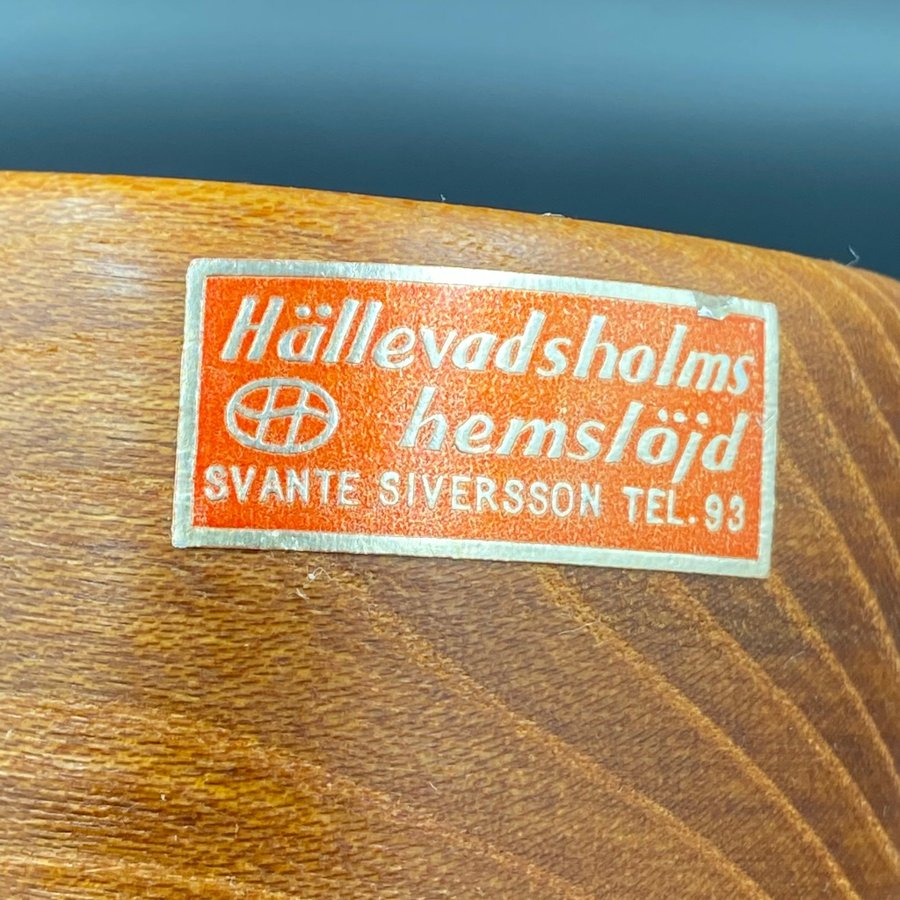 Hällevadsholms
hemslöjd
SVANTE SIVERSSON TEL. 93